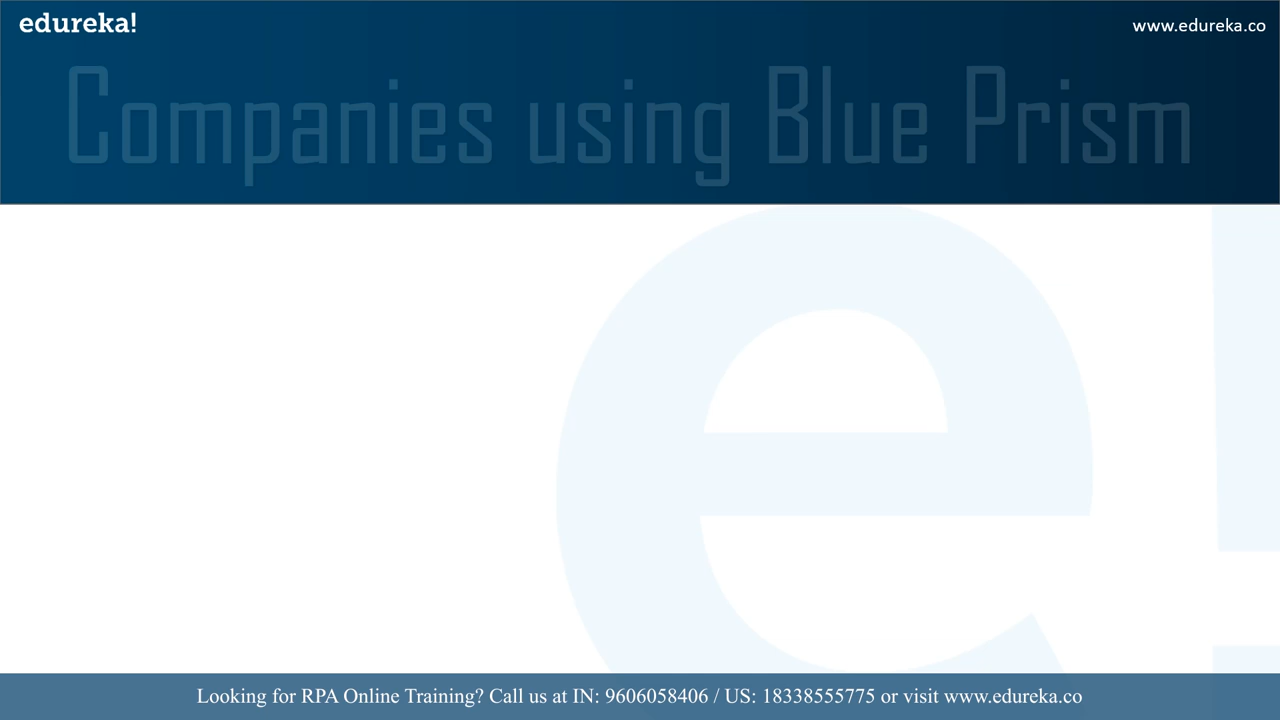 edureka!
www.edureka.co
Companies using Blue Prism
Looking for RPA Online Training? Call us at IN: 9606058406 / US: 18338555775 or visit www.edureka.co